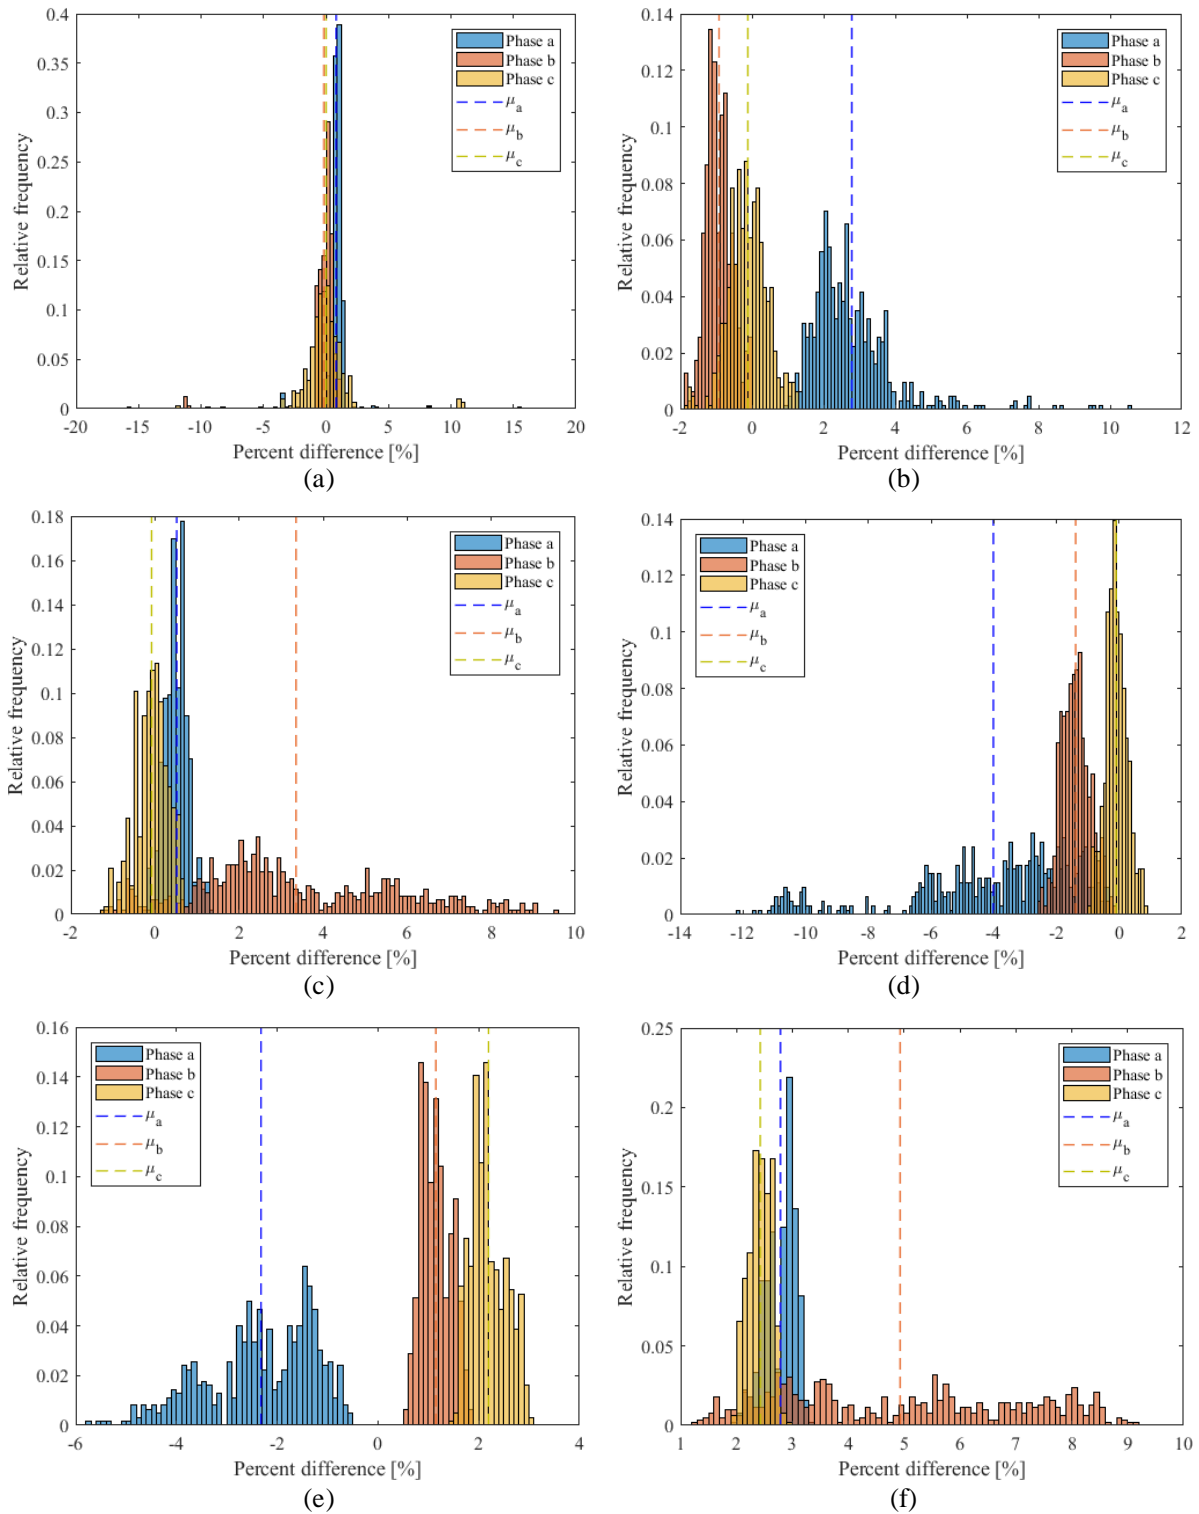 0.4
0.35
0.3
0.25
0.2
0.15
0.1
0.05
0
-20 -15 -10 -5 0 5 10 15 20
Relative frequency
Percent difference [%]
Phase a
Phase b
Phase c
μa
μb
μc
(a)
0.14
0.12
0.1
0.08
0.06
0.04
0.02
0
-2 0 2 4 6 8 10 12
Relative frequency
Percent difference [%]
Phase a
Phase b
Phase c
μa
μb
μc
(b)
0.18
0.16
0.14
0.12
0.1
0.08
0.06
0.04
0.02
0
-2 0 2 4 6 8 10
Relative frequency
Percent difference [%]
Phase a
Phase b
Phase c
μa
μb
μc
(c)
0.14
0.12
0.1
0.08
0.06
0.04
0.02
0
-14 -12 -10 -8 -6 -4 -2 0 2
Relative frequency
Percent difference [%]
Phase a
Phase b
Phase c
μa
μb
μc
(d)
0.16
0.14
0.12
0.1
0.08
0.06
0.04
0.02
0
-6 -4 -2 0 2 4
Relative frequency
Percent difference [%]
Phase a
Phase b
Phase c
μa
μb
μc
(e)
0.25
0.2
0.15
0.1
0.05
0
1 2 3 4 5 6 7 8 9 10
Relative frequency
Percent difference [%]
Phase a
Phase b
Phase c
μa
μb
μc
(f)